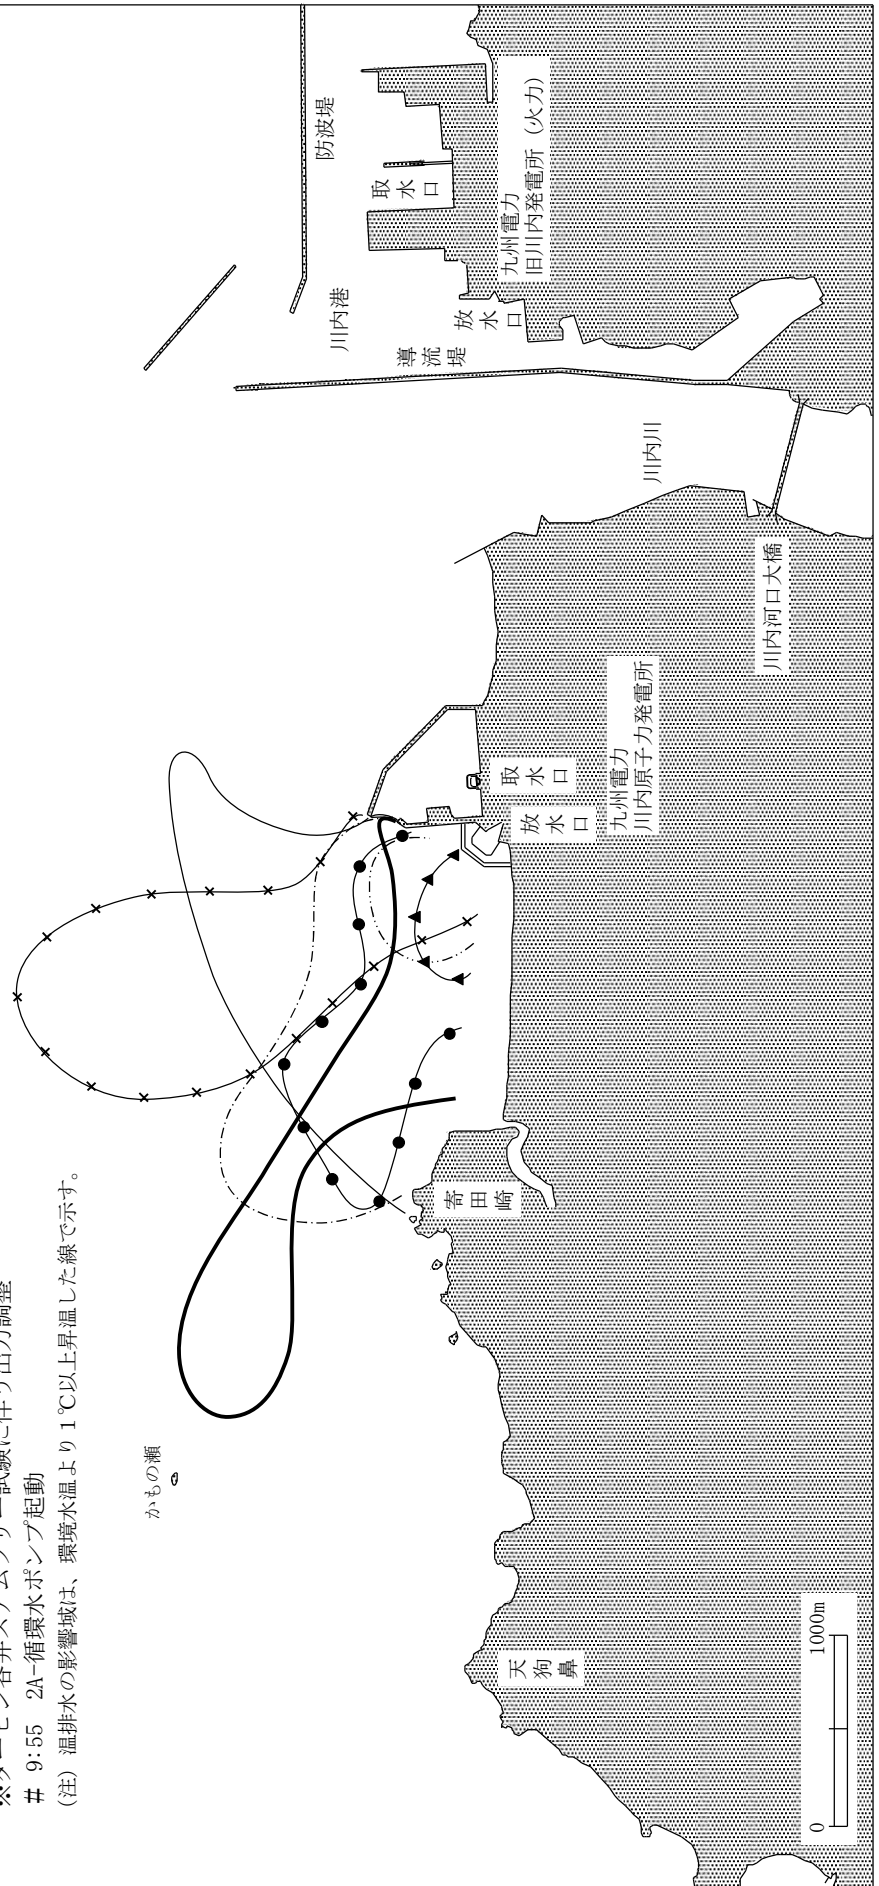 ※タービン各弁ステムフリー試験に伴う出力調整
# 9:55 2A-循環水ポンプ起動
(注) 温排水の影響域は、環境水温より1℃以上昇温した線で示す。
かもの瀬
天狗鼻
0
1000m
寄田崎
放水口
取水口
九州電力
川内原子力発電所
川内河口大橋
川内川
導流堤
川内港
放水口
九州電力
旧川内発電所（火力）
取水口
防波堤